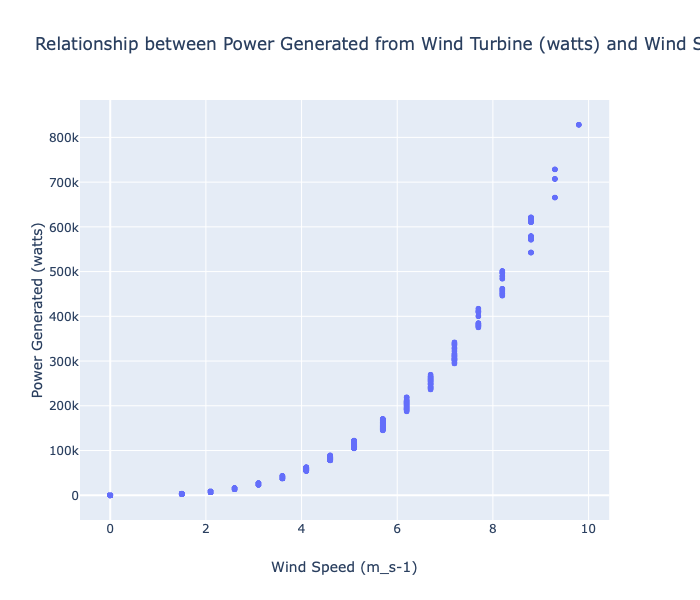 Relationship between Power Generated from Wind Turbine (watts) and Wind S
800k
700k
600k
500k
400k
300k
200k
100k
0
Power Generated (watts)
0 2 4 6 8 10
Wind Speed (m_s-1)